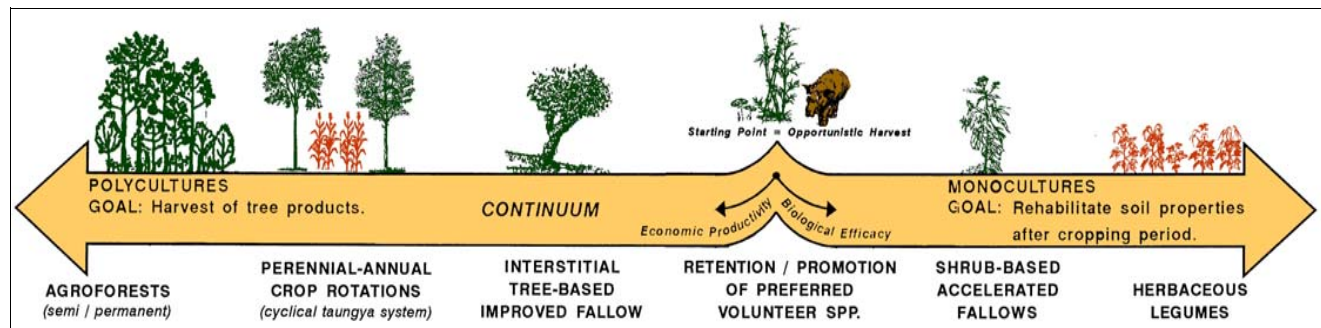 Starting Point = Opportunistic Harvest
POLYCULTURES
GOAL: Harvest of tree products.
CONTINUUM
Economic Productivity
Biological Efficacy
MONOCULTURES
GOAL: Rehabilitate soil properties
after cropping period.
AGROFORESTS
(semi / permanent)
PERENNIAL-ANNUAL
CROP ROTATIONS
(cyclical taungya system)
INTERSTITIAL
TREE-BASED
IMPROVED FALLOW
RETENTION / PROMOTION
OF PREFERRED
VOLUNTEER SPP.
SHRUB-BASED
ACCELERATED
FALLOWS
HERBACEOUS
LEGUMES